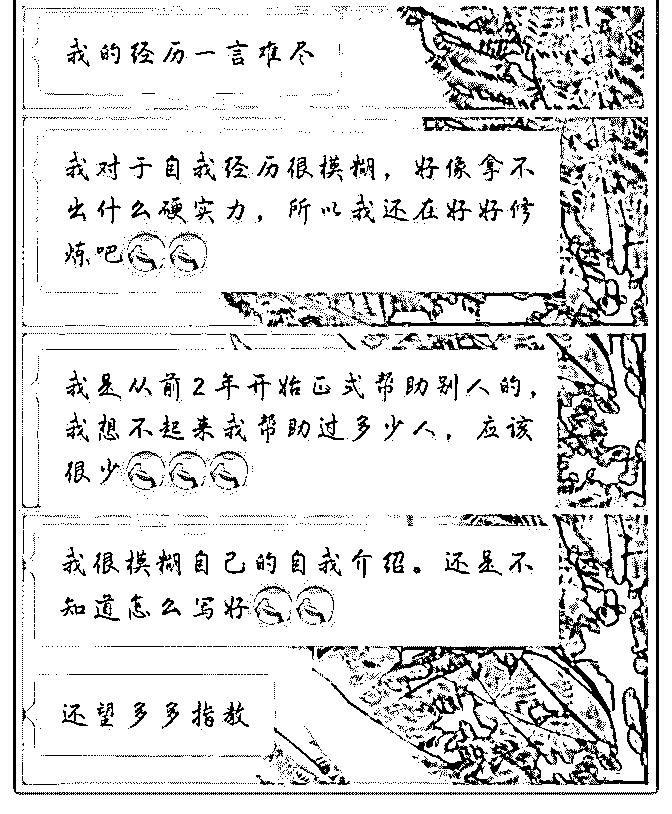 我的经历一言难尽
我对于自我经历很模糊，好像拿不
出什么硬实力，所以我还在好好修
炼吧
我是从前2年开始正式帮助别人的，
我想不起来我帮助过多少人，应该
很少
我很模糊自己的自我介绍。还是不
知道怎么写好
还望多多指教